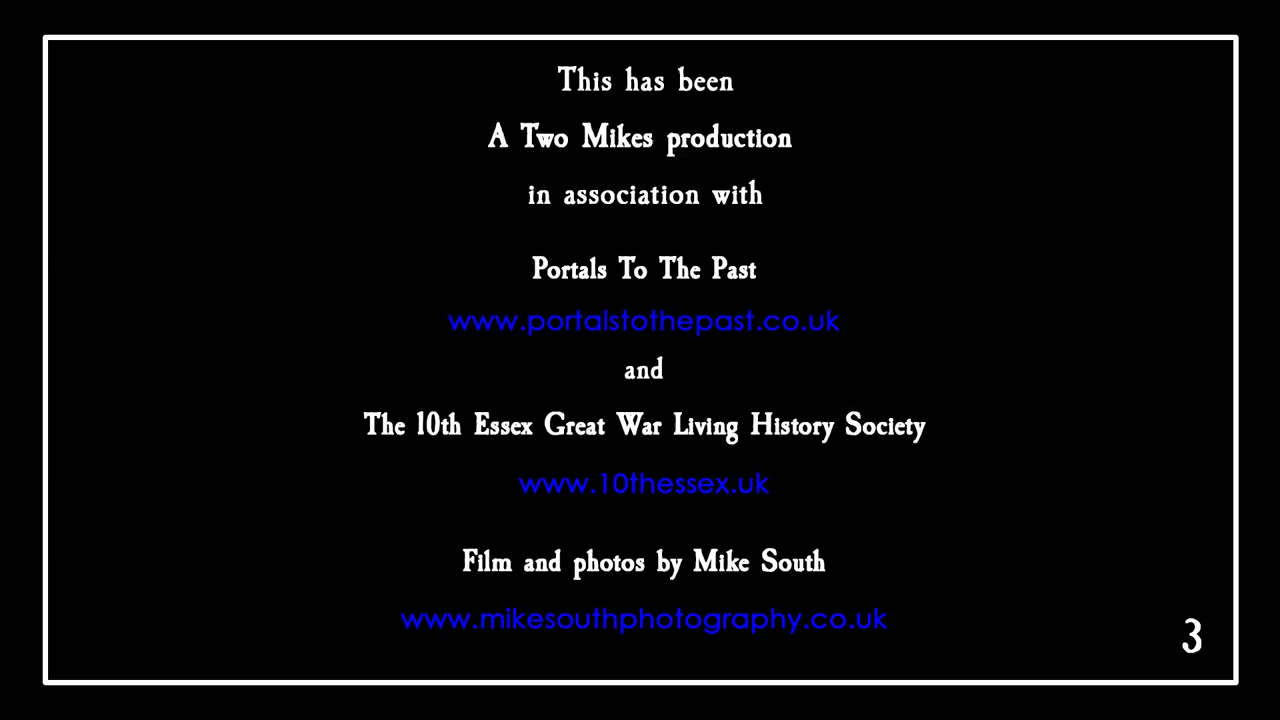 This has been
A Two Mikes production
in association with
Portals To The Past
www.portalstothepast.co.uk
and
The 10th Essex Great War Living History Society
www.10thessex.uk
Film and photos by Mike South
www.mikesouthphotography.co.uk
3